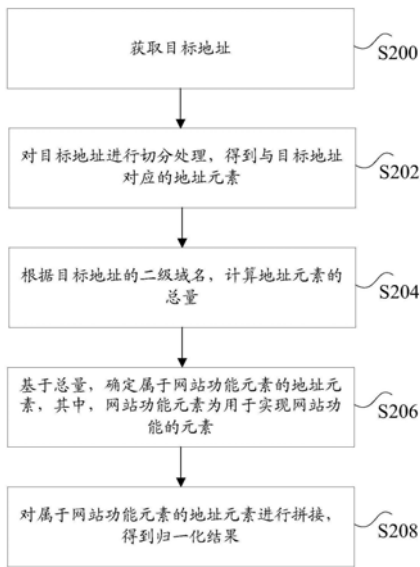 获取目标地址
S200
对目标地址进行切分处理，得到与目标地址
对应的地址元素
S202
根据目标地址的二级域名，计算地址元素的
总量
S204
基于总量，确定属于网站功能元素的地址元
素，其中，网站功能元素为用于实现网站功
能的元素
S206
对属于网站功能元素的地址元素进行拼接，
得到归一化结果
S208